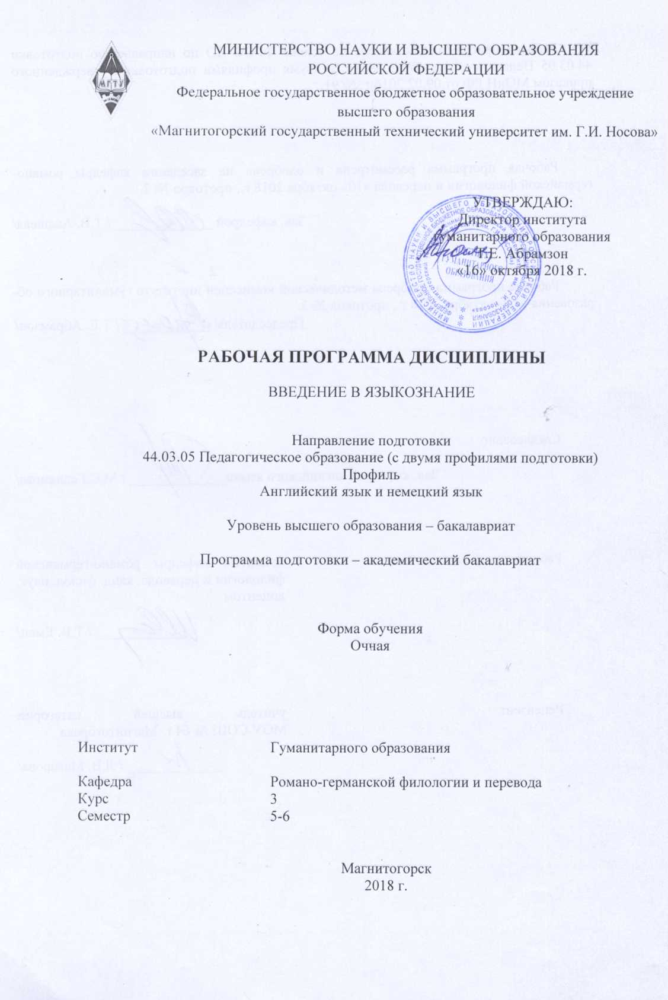 МИНИСТЕРСТВО НАУКИ И ВЫСШЕГО ОБРАЗОВАНИЯ
РОССИЙСКОЙ ФЕДЕРАЦИИ
Федеральное государственное бюджетное образовательное учреждение
высшего образования
«Магнитогорский государственный технический университет им. Г.И. Носова»
МГТУ
УТВЕРЖДАЮ:
Директор института
гуманитарного образования
Т.Е. Абрамзон
«16» октября 2018 г.
ГУМАНИТАРНОГО
ОБРАЗОВАНИЯ
РАБОЧАЯ ПРОГРАММА ДИСЦИПЛИНЫ
ВВЕДЕНИЕ В ЯЗЫКОЗНАНИЕ
Направление подготовки
44.03.05 Педагогическое образование (с двумя профилями подготовки)
Профиль
Английский язык и немецкий язык
Уровень высшего образования – бакалавриат
Программа подготовки – академический бакалавриат
Форма обучения
Очная
Институт Гуманитарного образования
Кафедра Романо-германской филологии и перевода
Курс 3
Семестр 5-6
Магнитогорск
2018 г.